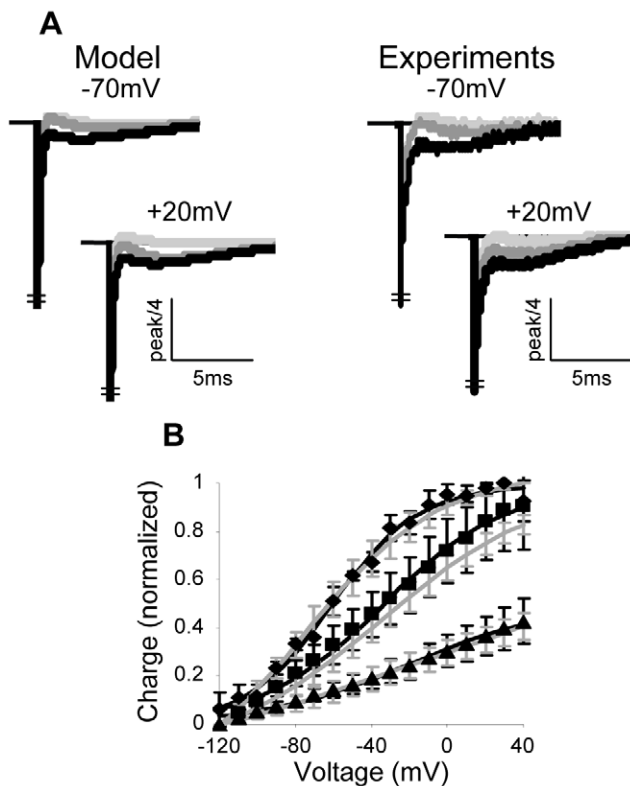 A
Model
Experiments
-70mV
-70mV
+20mV
+20mV
peak/4
5ms
peak/4
5ms
B
Charge (normalized)
1
0.8
0.6
0.4
0.2
0
-120
-80
-40
0
40
Voltage (mV)